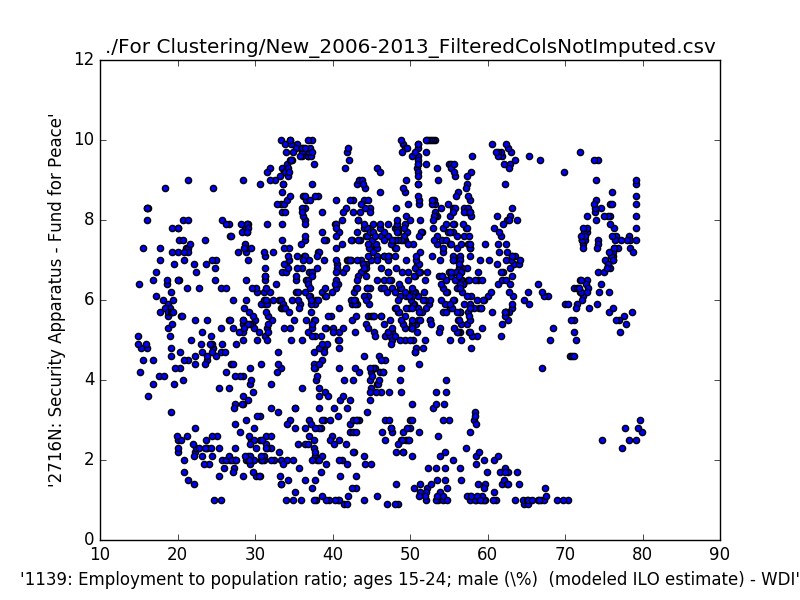 ./For Clustering/New_2006-2013_FilteredColsNotImputed.csv
'2716N: Security Apparatus - Fund for Peace'
12
10
8
6
4
2
0
10 20 30 40 50 60 70 80 90
'1139: Employment to population ratio; ages 15-24; male (\%) (modeled ILO estimate) - WDI'